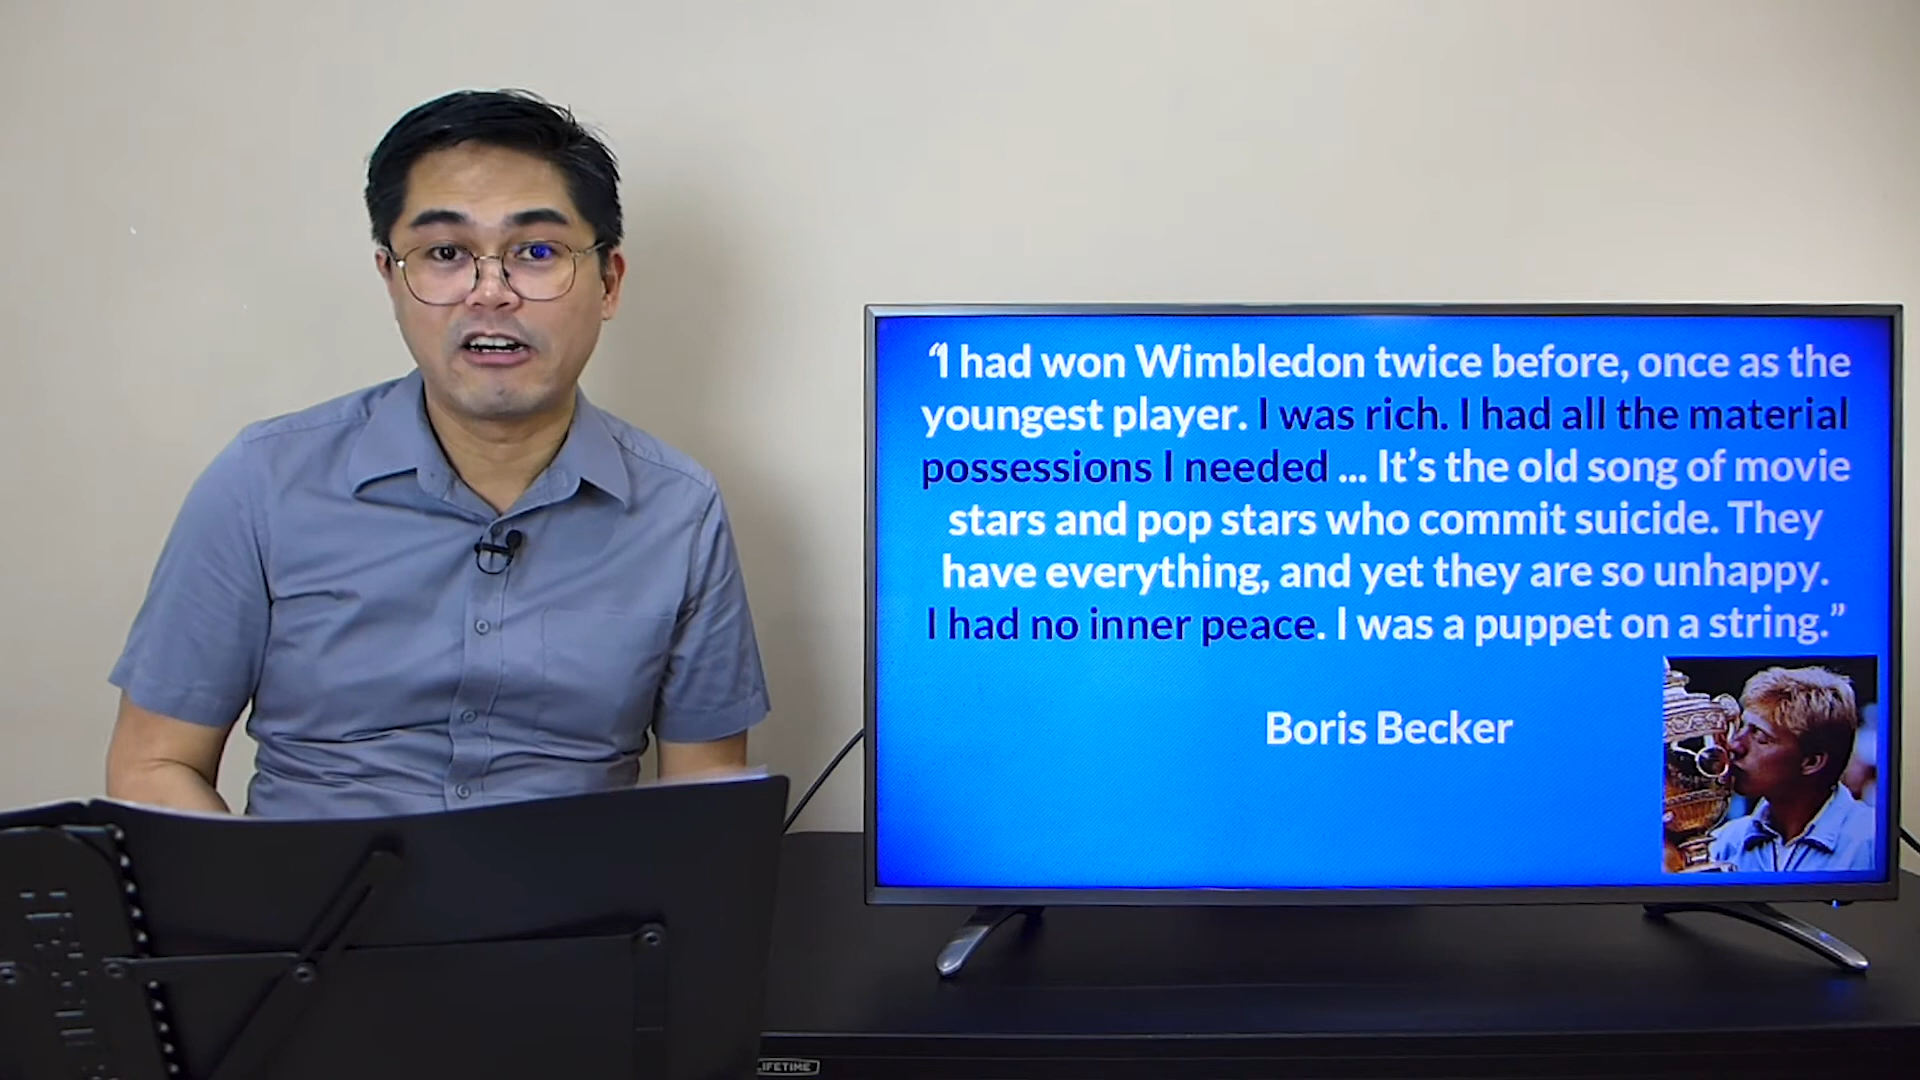 “I had won Wimbledon twice before, once as the
youngest player. I was rich. I had all the material
possessions I needed ... It’s the old song of movie
stars and pop stars who commit suicide. They
have everything, and yet they are so unhappy.
I had no inner peace. I was a puppet on a string.”
Boris Becker
LIFETIME